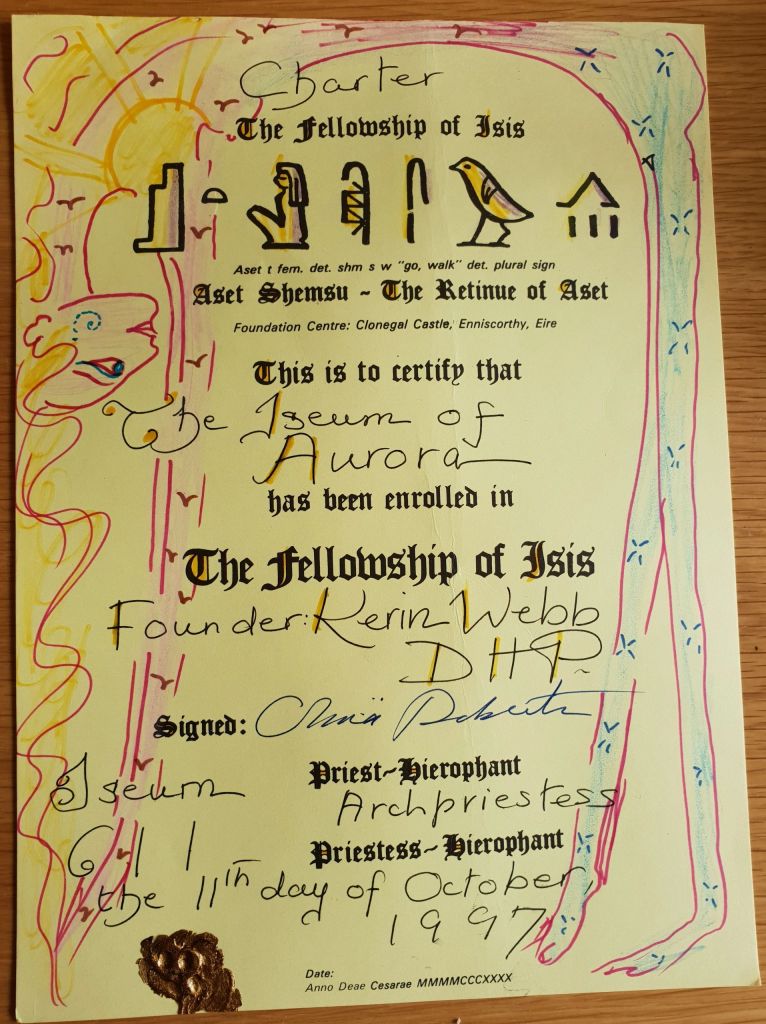 Charter
The Fellowship of Isis
Aset t fem. det. shm s w "go, walk" det. plural sign
Aset Shemsu ~ The Retinue of Aset
Foundation Centre: Clonegal Castle, Enniscorthy, Eire
This is to certify that
The Iseum of
Aurora
has been enrolled in
The Fellowship of Isis
Founder: Kerin Webb
DHP.
Signed:
Priest~Hierophant
Iseum
Archpriestess
Priestess~Hierophant
611
the 11th day of October,
1997
Date:
Anno Deae Cesarae MMMMCCCXXXX